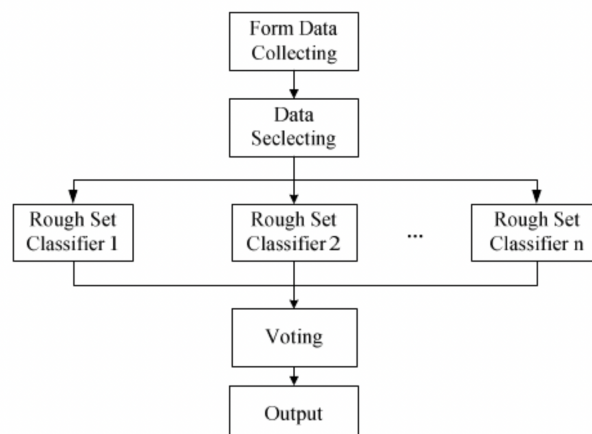 Form Data
Collecting
Data
Seclecting
Rough Set
Classifier 1
Rough Set
Classifier 2
...
Rough Set
Classifier n
Voting
Output